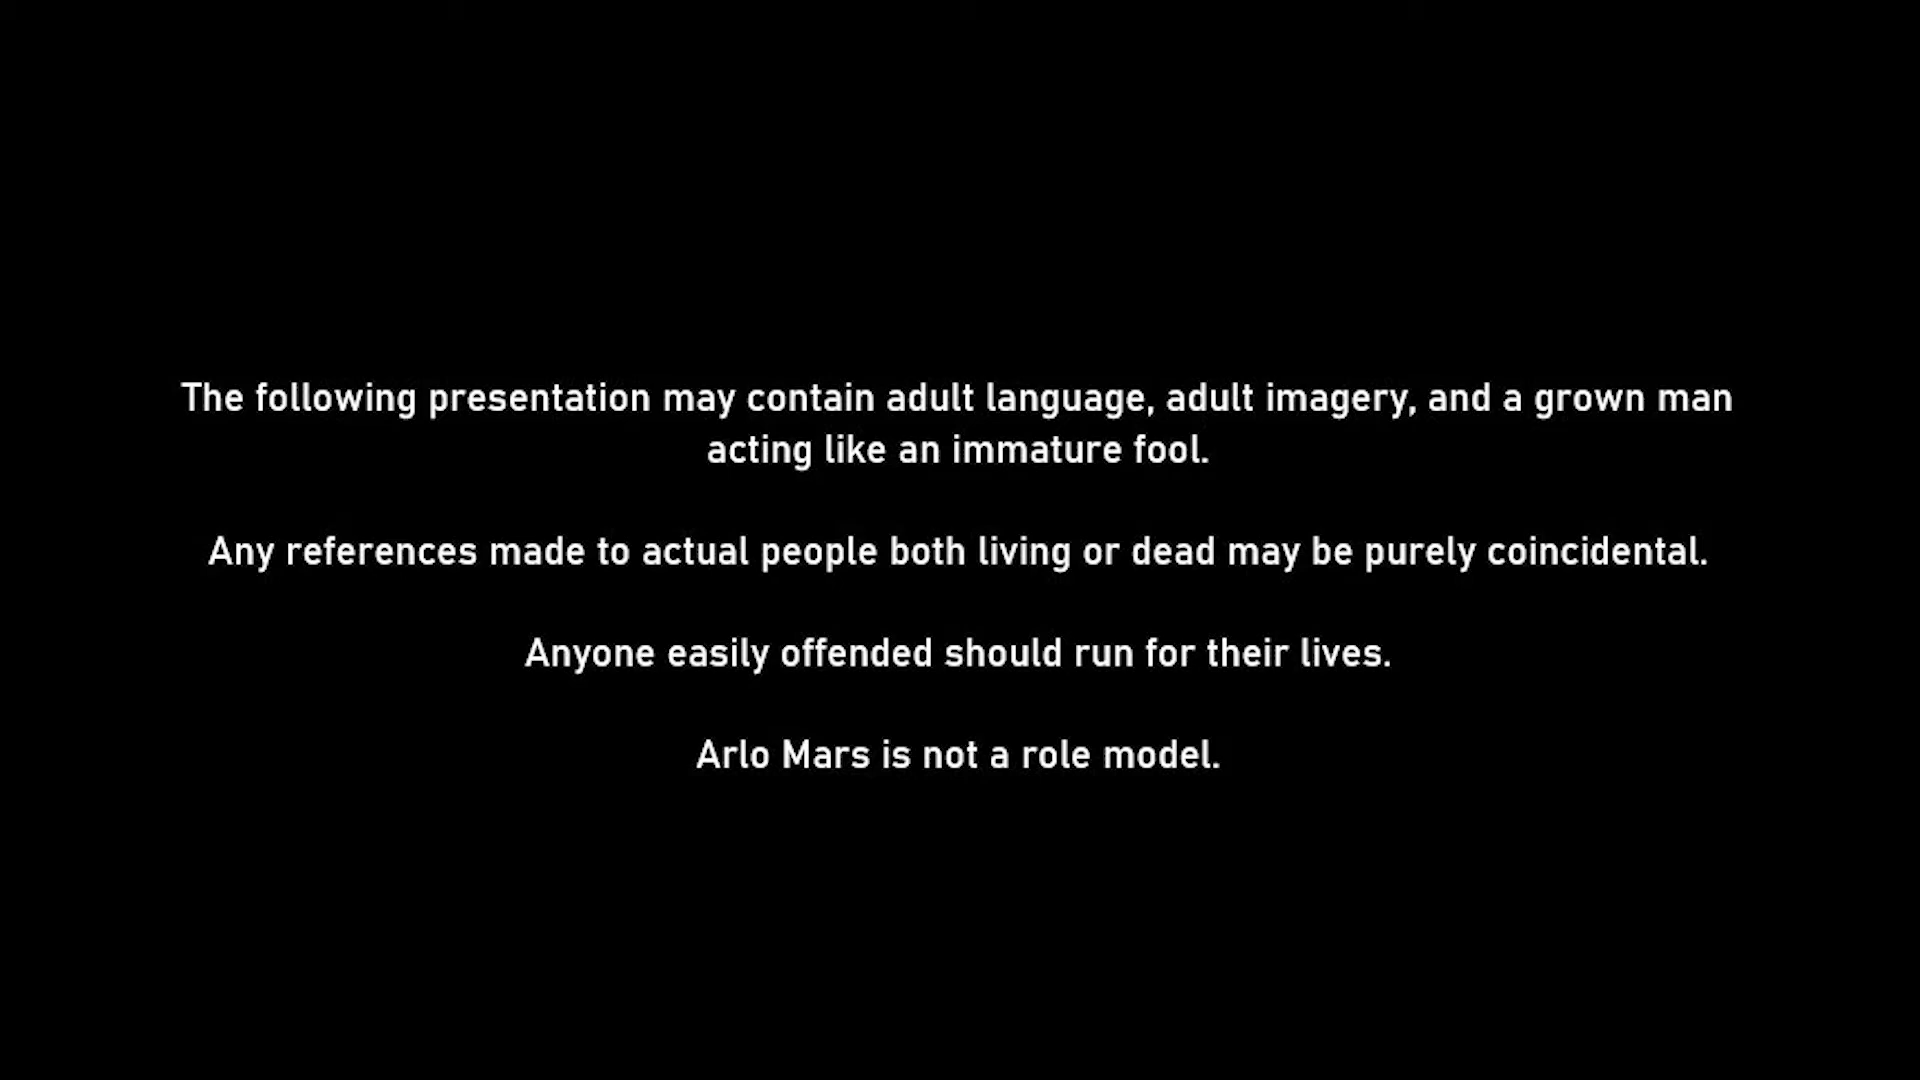 The following presentation may contain adult language, adult imagery, and a grown man
acting like an immature fool.
Any references made to actual people both living or dead may be purely coincidental.
Anyone easily offended should run for their lives.
Arlo Mars is not a role model.